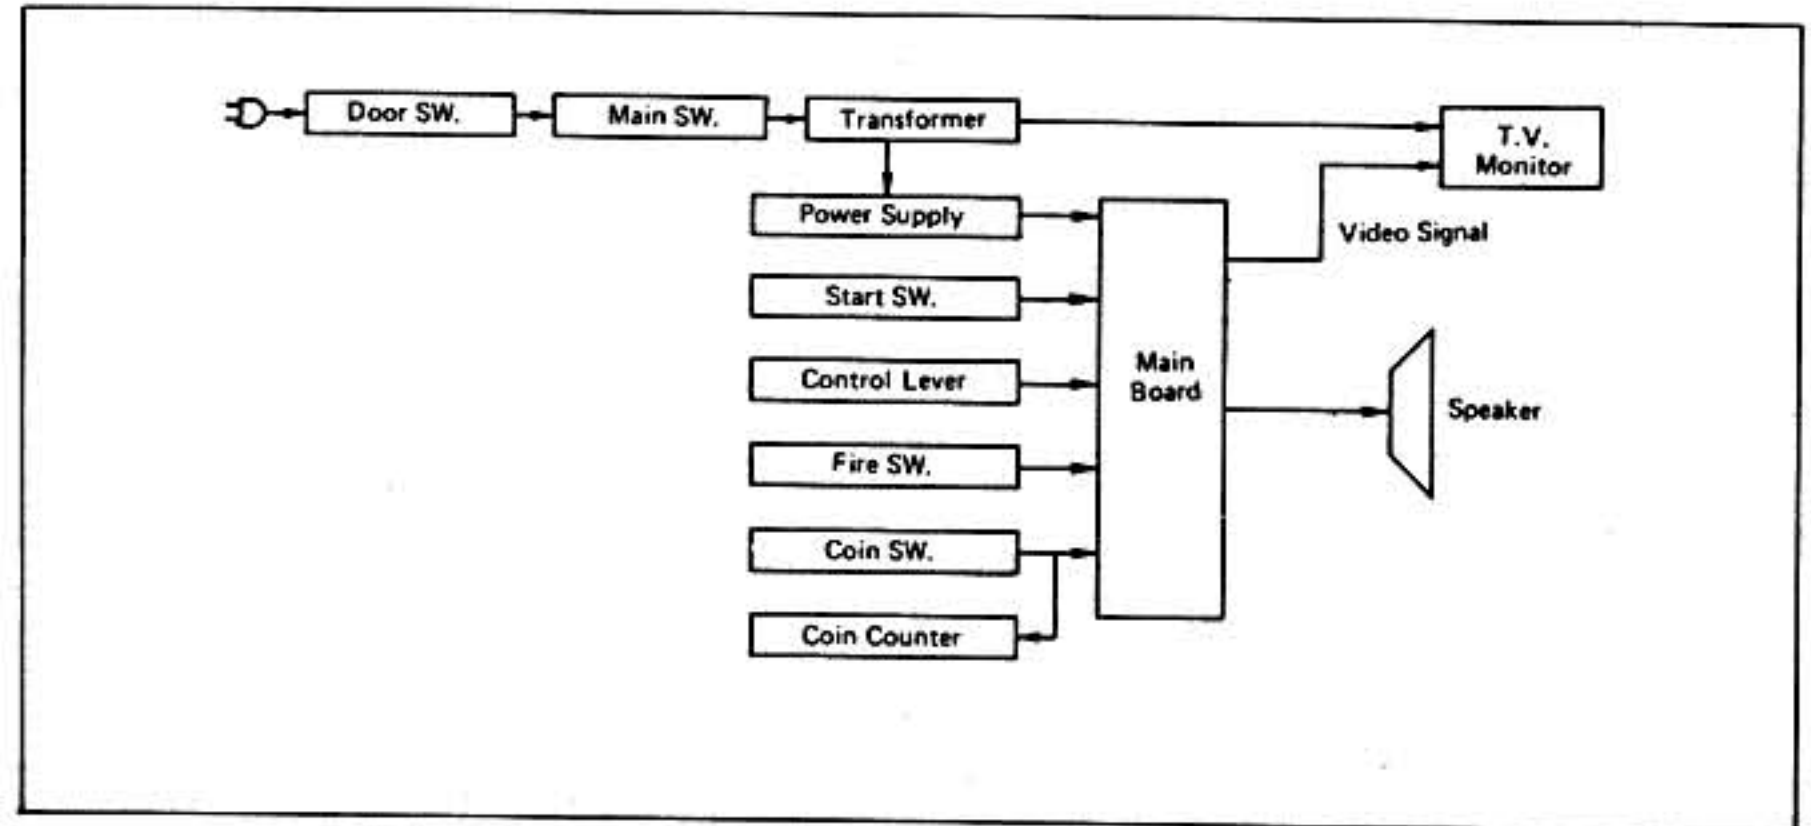 Door SW.
Main SW.
Transformer
T.V.
Monitor
Power Supply
Video Signal
Start SW.
Main
Board
Control Lever
Speaker
Fire SW.
Coin SW.
Coin Counter